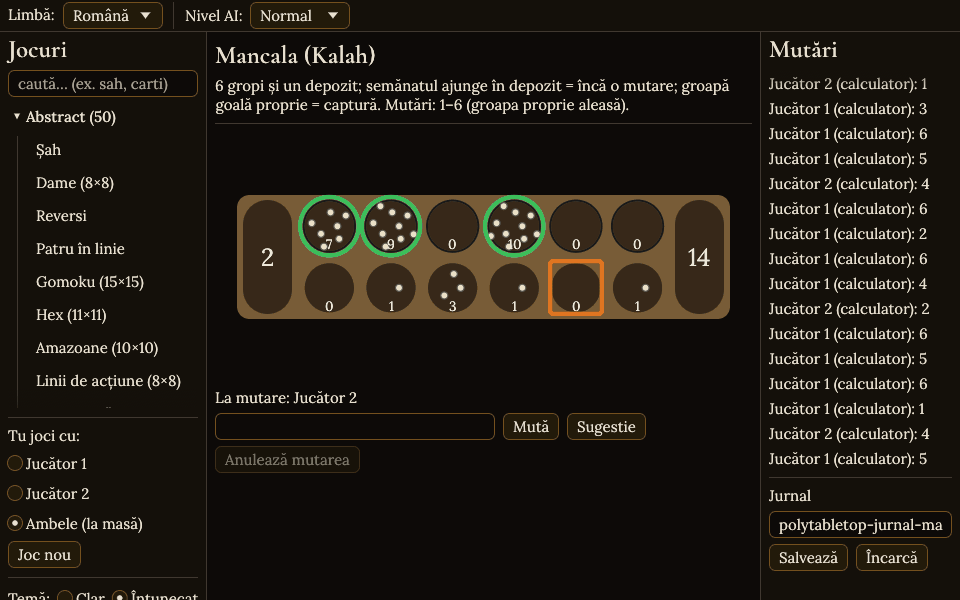 Limbă:
Română
Nivel AI:
Normal
Jocuri
caută... (ex. sah, carti)
Abstract (50)
Șah
Dame (8×8)
Reversi
Patru în linie
Gomoku (15×15)
Hex (11×11)
Amazoane (10×10)
Linii de acțiune (8×8)
Tu joci cu:
Jucător 1
Jucător 2
Ambele (la masă)
Joc nou
Temă:
Clar
Întunecat
Mancala (Kalah)
6 gropi și un depozit; semănatul ajunge în depozit = încă o mutare; groapă
goală proprie = captură. Mutări: 1–6 (groapa proprie aleasă).
7 9 0 10 0 0
2 14
0 1 3 1 0 1
La mutare: Jucător 2
Mută
Sugestie
Anulează mutarea
Mutări
Jucător 2 (calculator): 1
Jucător 1 (calculator): 3
Jucător 1 (calculator): 6
Jucător 1 (calculator): 5
Jucător 2 (calculator): 4
Jucător 1 (calculator): 6
Jucător 1 (calculator): 2
Jucător 1 (calculator): 6
Jucător 1 (calculator): 4
Jucător 2 (calculator): 2
Jucător 1 (calculator): 6
Jucător 1 (calculator): 5
Jucător 1 (calculator): 6
Jucător 1 (calculator): 1
Jucător 2 (calculator): 4
Jucător 1 (calculator): 5
Jurnal
polytabletop-jurnal-ma
Salvează
Încarcă